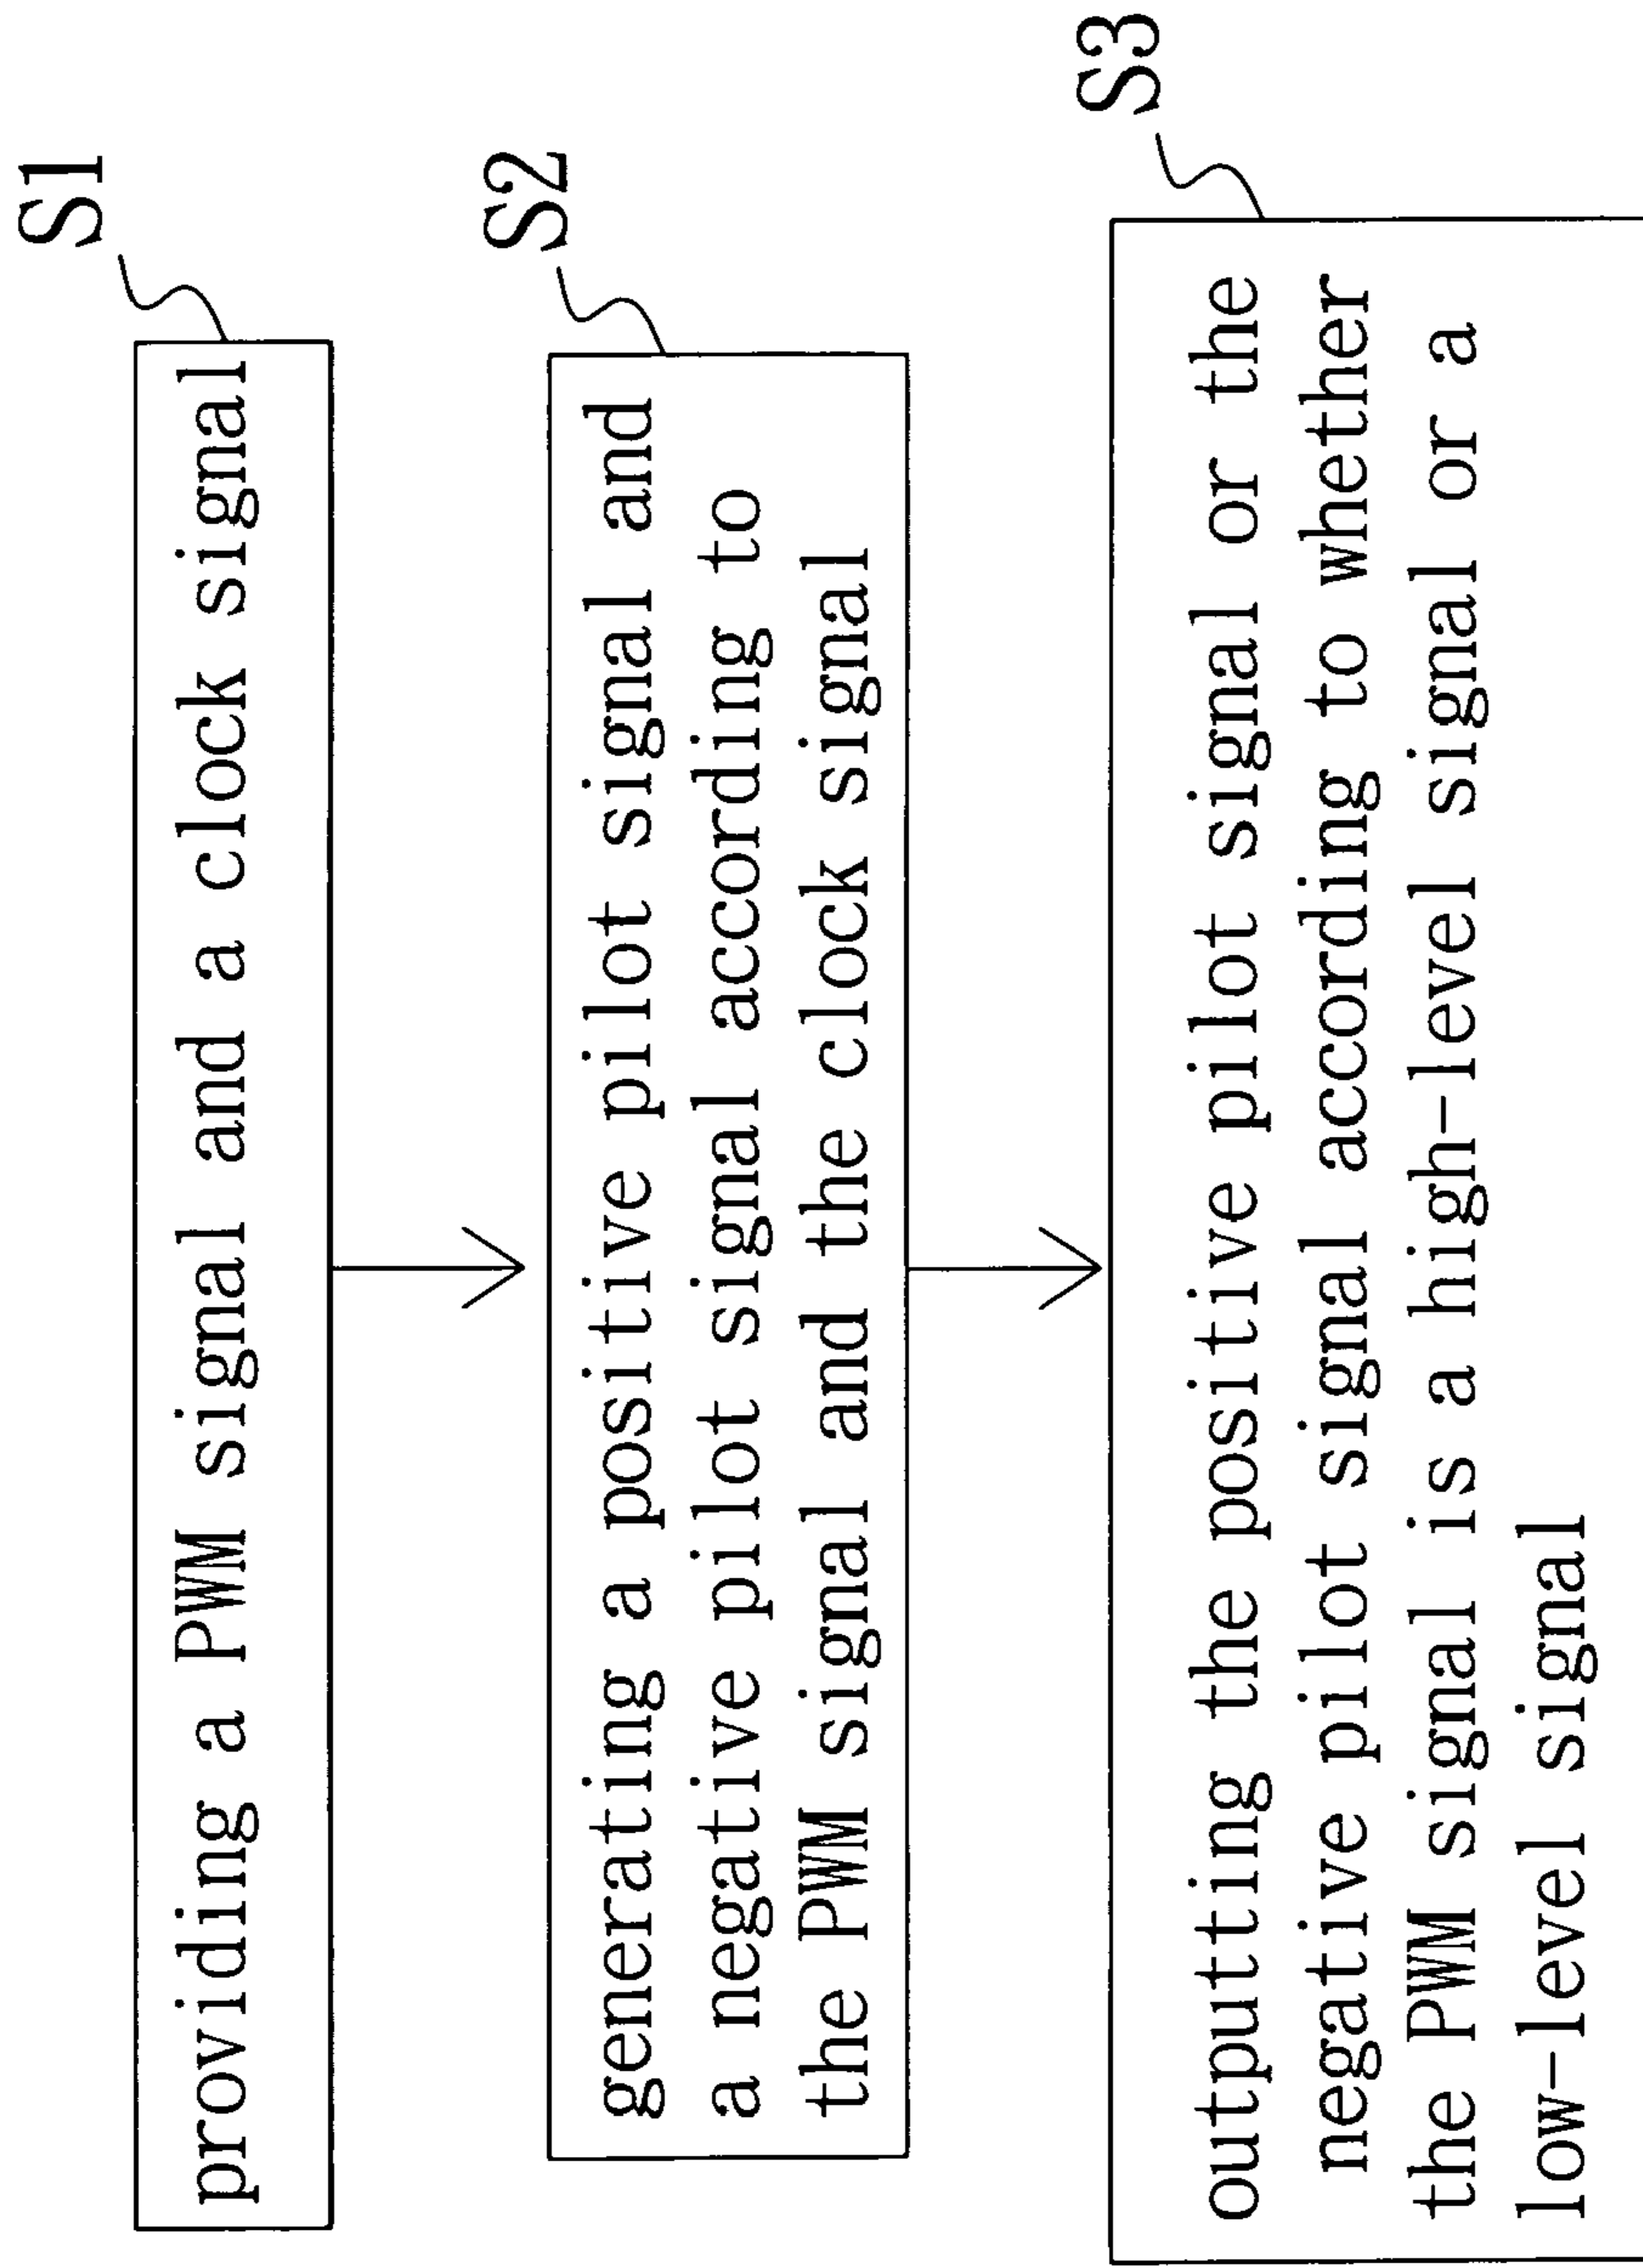 S1
providing a PWM signal and a clock signal
S2
generating a positive pilot signal and
a negative pilot signal according to
the PWM signal and the clock signal
S3
outputting the positive pilot signal or the
negative pilot signal according to whether
the PWM signal is a high-level signal or a
low-level signal